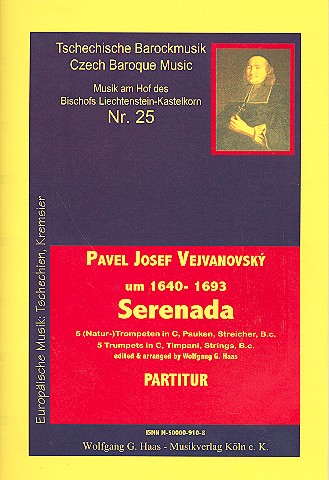 Tschechische Barockmusik
Czech Baroque Music
Musik am Hof des
Bischofs Liechtenstein-Kastelkorn
Nr. 25
Europäische Musik: Tschechien, Kremsier
PAVEL JOSEF VEJVANOVSKÝ
um 1640- 1693
Serenada
5 (Natur-)Trompeten in C, Pauken, Streicher, B.c.
5 Trumpets in C, Timpani, Strings, B.c.
edited & arranged by Wolfgang G. Haas
PARTITUR
ISMN M-50000-910-8
Wolfgang G. Haas - Musikverlag Köln e. K.